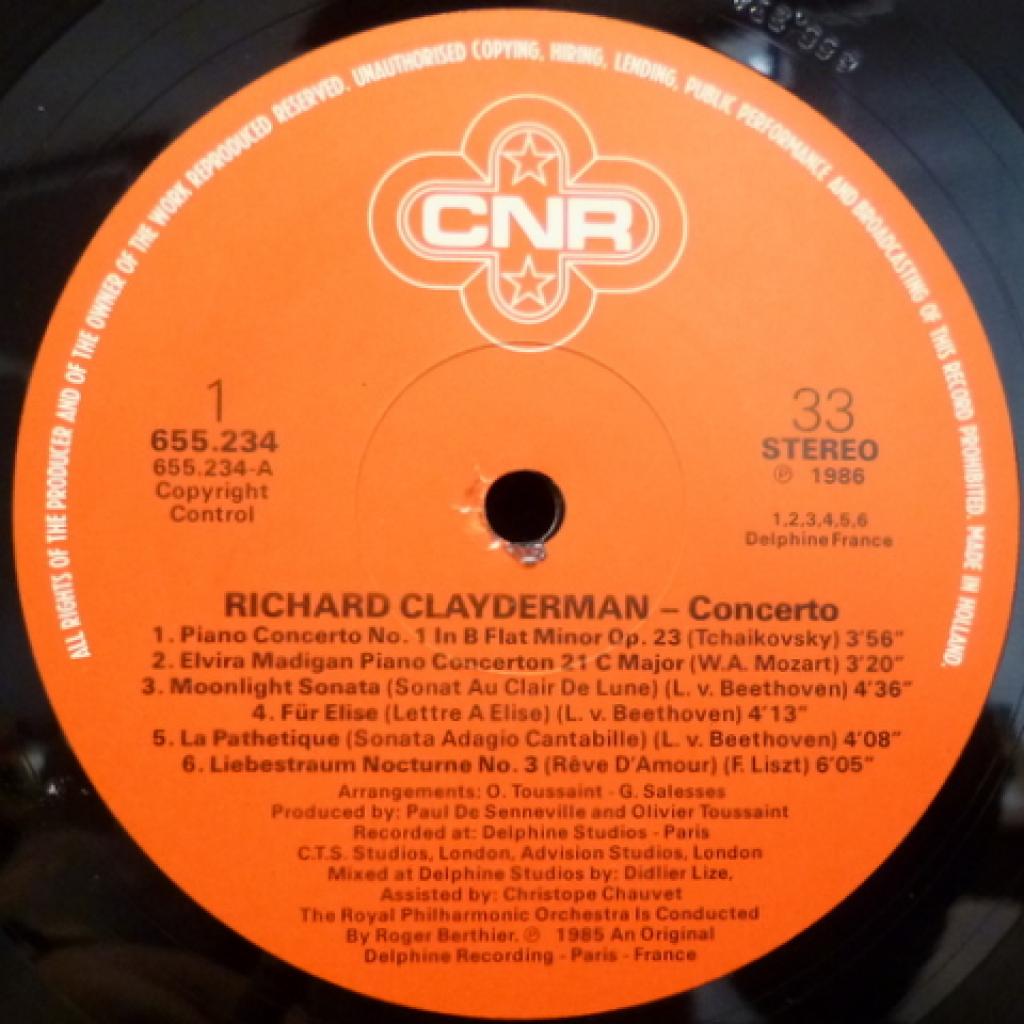 ALL RIGHTS OF THE PRODUCER AND OF THE OWNER OF THE WORK REPRODUCED RESERVED. UNAUTHORISED COPYING, HIRING, LENDING, PUBLIC PERFORMANCE AND BROADCASTING OF THIS RECORD PROHIBITED. MADE IN HOLLAND.
CNR
1
655.234
655.234-A
Copyright
Control
33
STEREO
℗ 1986
1,2,3,4,5,6
Delphine France
RICHARD CLAYDERMAN – Concerto
1. Piano Concerto No. 1 In B Flat Minor Op. 23 (Tchaikovsky) 3'56"
2. Elvira Madigan Piano Concerton 21 C Major (W.A. Mozart) 3'20"
3. Moonlight Sonata (Sonat Au Clair De Lune) (L. v. Beethoven) 4'36"
4. Für Elise (Lettre A Elise) (L. v. Beethoven) 4'13"
5. La Pathetique (Sonata Adagio Cantabille) (L. v. Beethoven) 4'08"
6. Liebestraum Nocturne No. 3 (Rêve D'Amour) (F. Liszt) 6'05"
Arrangements: O. Toussaint - G. Salesses
Produced by: Paul De Senneville and Olivier Toussaint
Recorded at: Delphine Studios - Paris
C.T.S. Studios, London, Advision Studios, London
Mixed at Delphine Studios by: Didlier Lize,
Assisted by: Christope Chauvet
The Royal Philharmonic Orchestra Is Conducted
By Roger Berthier. ℗ 1985 An Original
Delphine Recording - Paris - France